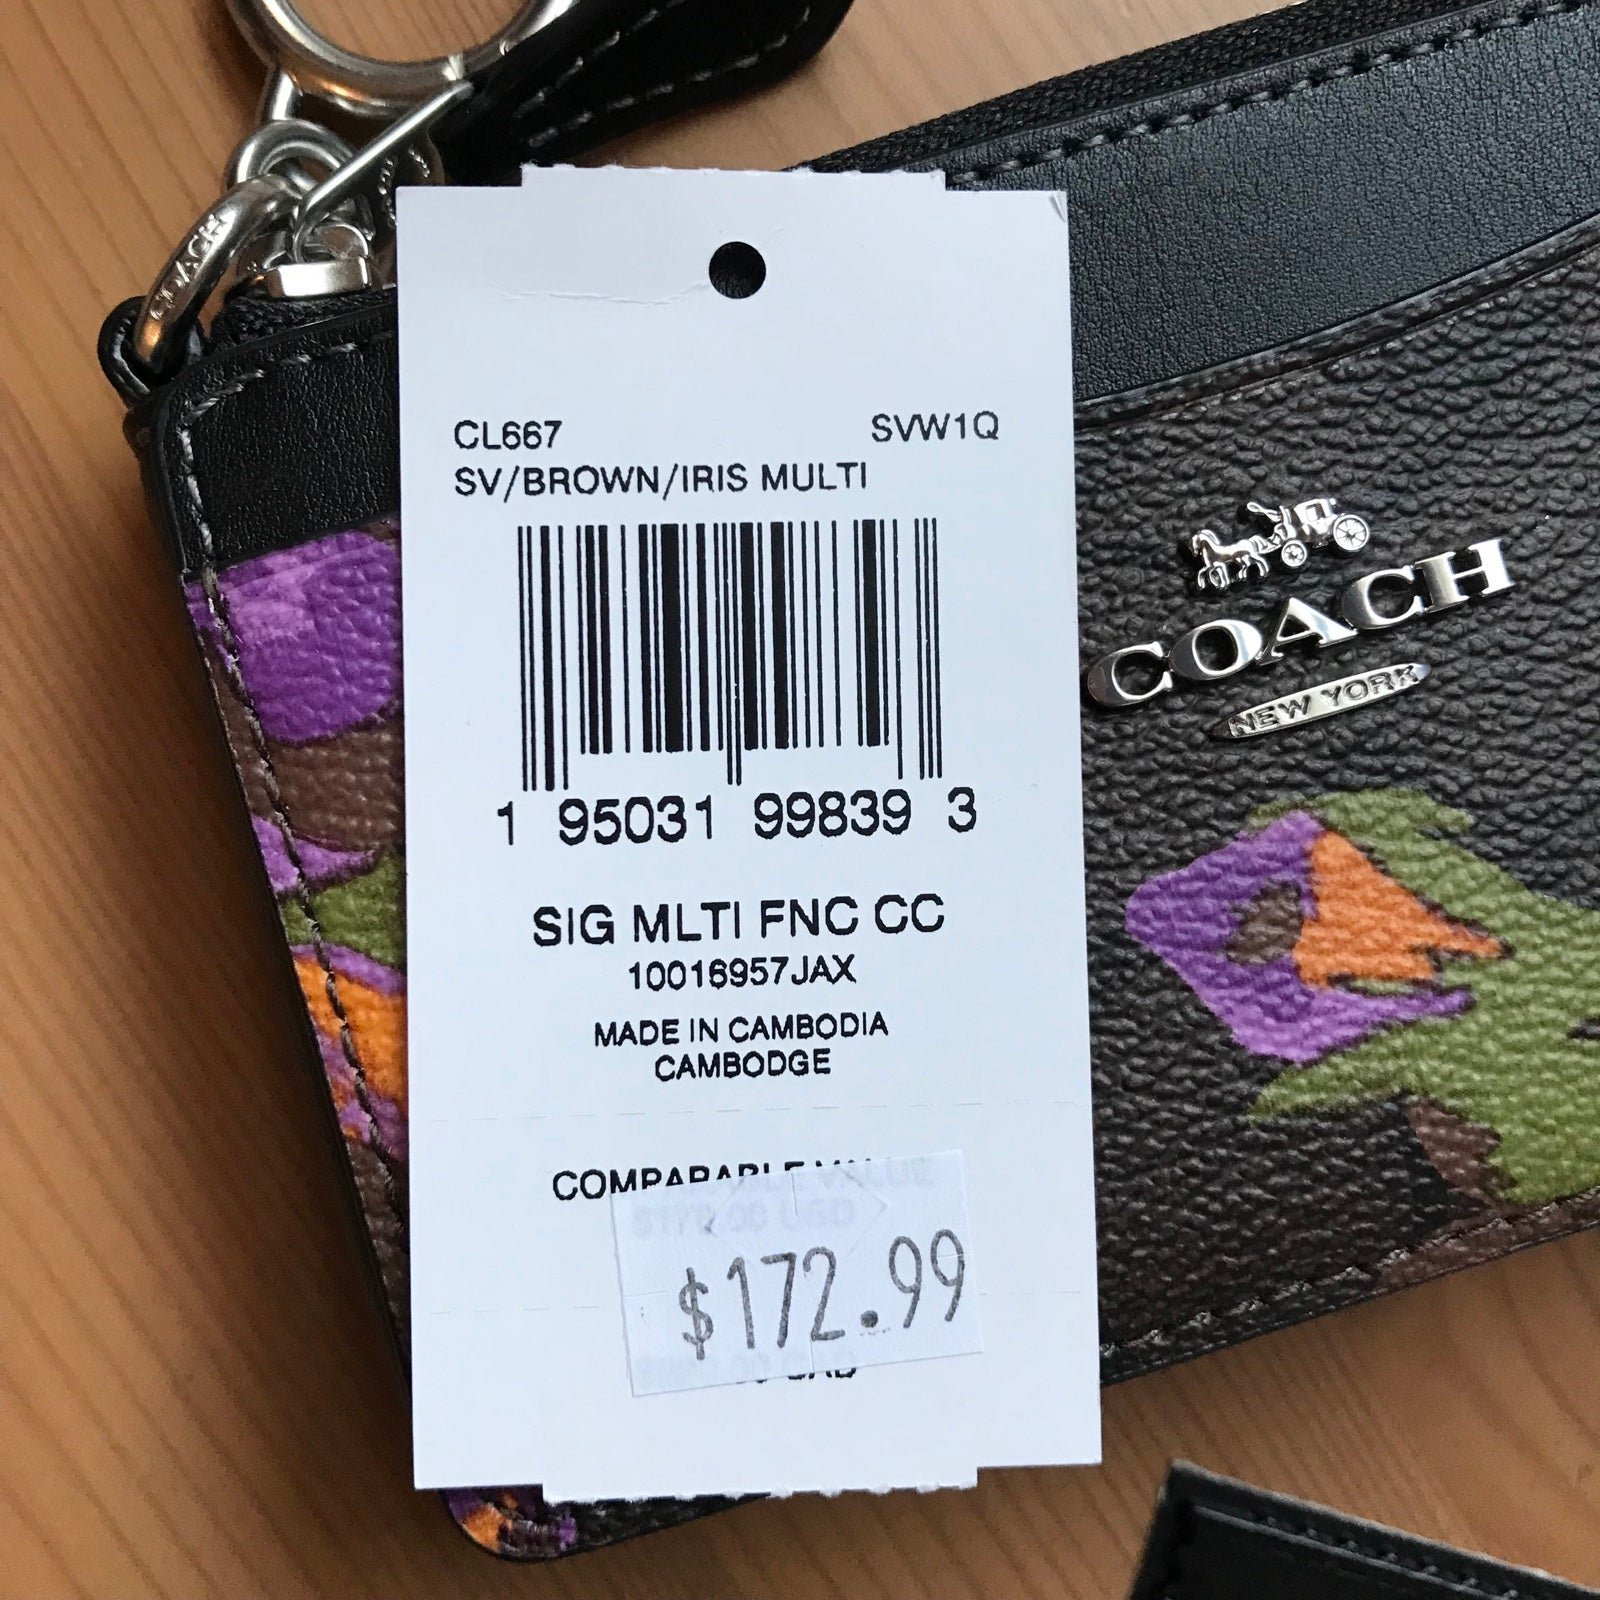 COACH
CL667 SVW1Q
SV/BROWN/IRIS MULTI
1 95031 99839 3
SIG MLTI FNC CC
10016957JAX
MADE IN CAMBODIA
CAMBODGE
COMPARABLE VALUE
$172.99
CAD
COACH
NEW YORK